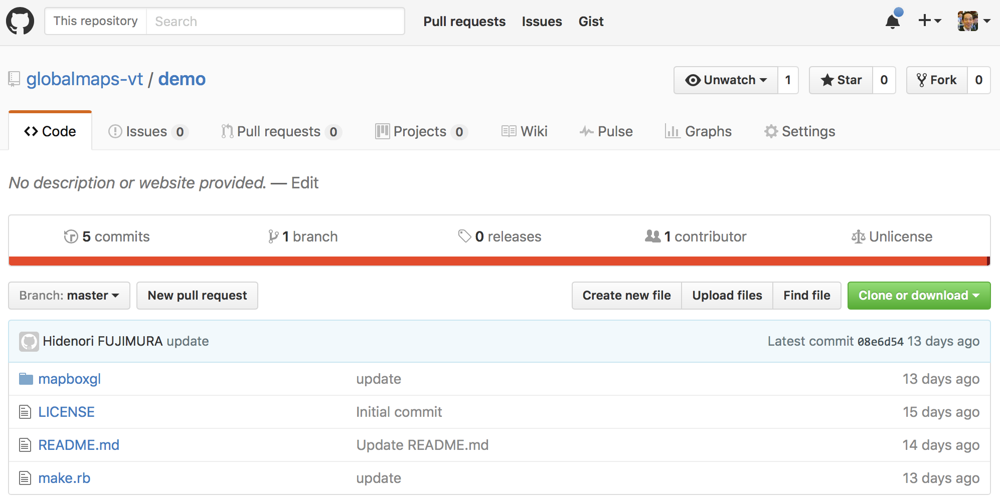 This repository Search Pull requests Issues Gist
globalmaps-vt / demo Unwatch 1 Star 0 Fork 0
Code Issues 0 Pull requests 0 Projects 0 Wiki Pulse Graphs Settings
No description or website provided. — Edit
5 commits 1 branch 0 releases 1 contributor Unlicense
Branch: master New pull request Create new file Upload files Find file Clone or download
Hidenori FUJIMURA update Latest commit 08e6d54 13 days ago
mapboxgl update 13 days ago
LICENSE Initial commit 15 days ago
README.md Update README.md 14 days ago
make.rb update 13 days ago